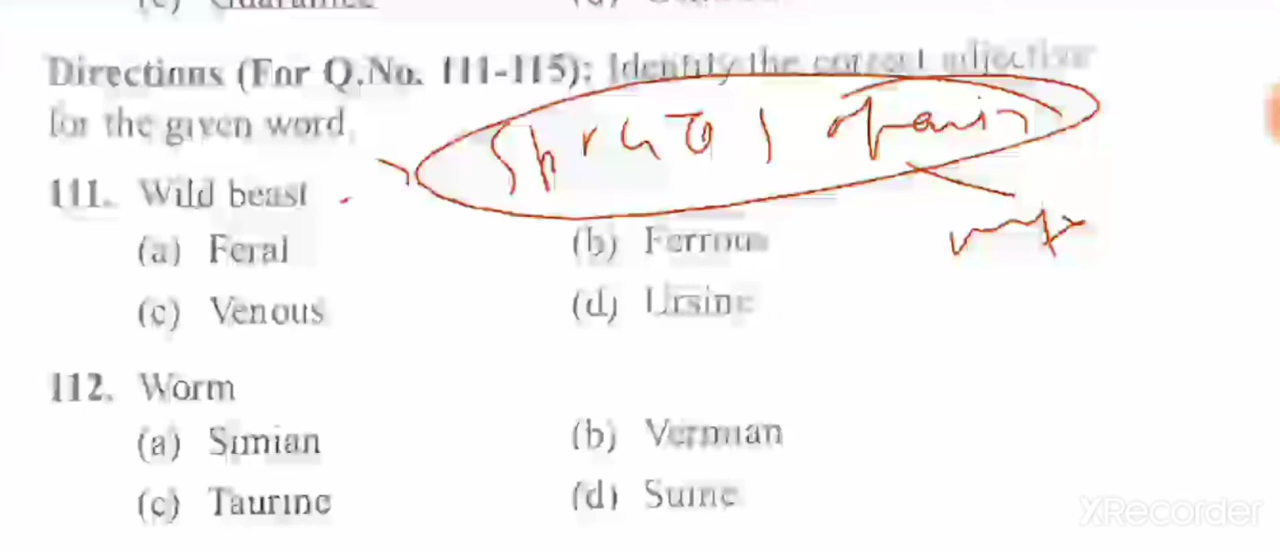 Directions (For Q.No. 111-115): Identify the correct adjective
for the given word.
111. Wild beast
(a) Feral (b) Ferrous
(c) Venous (d) Ursine
112. Worm
(a) Simian (b) Vermian
(c) Taurine (d) Suine
XRecorder